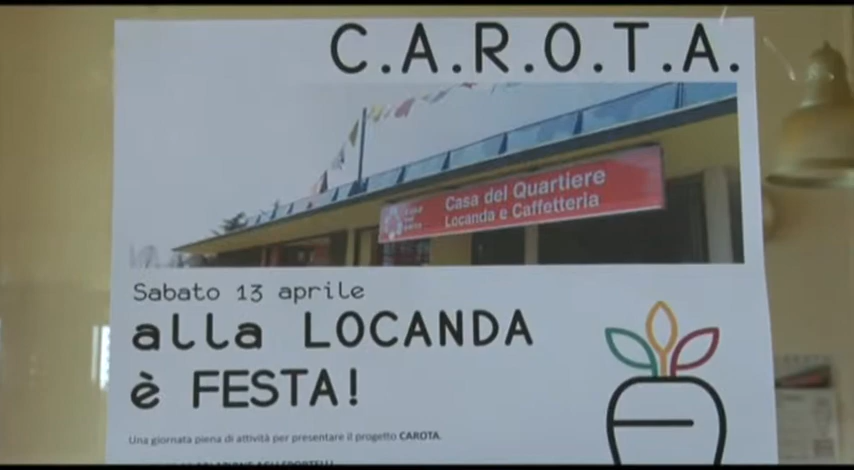 C.A.R.O.T.A.
Casa del Quartiere
Locanda e Caffetteria
Sabato 13 aprile
alla LOCANDA
è FESTA!
Una giornata piena di attività per presentare il progetto CAROTA.